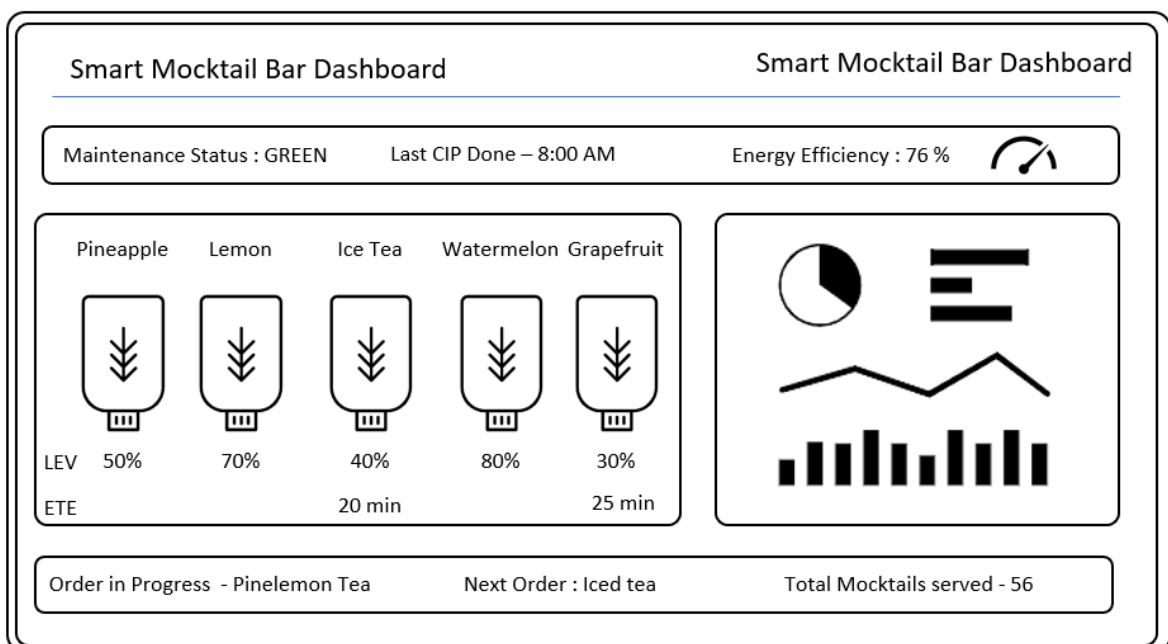 Smart Mocktail Bar Dashboard
Smart Mocktail Bar Dashboard
Maintenance Status : GREEN
Last CIP Done – 8:00 AM
Energy Efficiency : 76 %
Pineapple Lemon Ice Tea Watermelon Grapefruit
LEV 50% 70% 40% 80% 30%
ETE 20 min 25 min
Order in Progress - Pinelemon Tea
Next Order : Iced tea
Total Mocktails served - 56